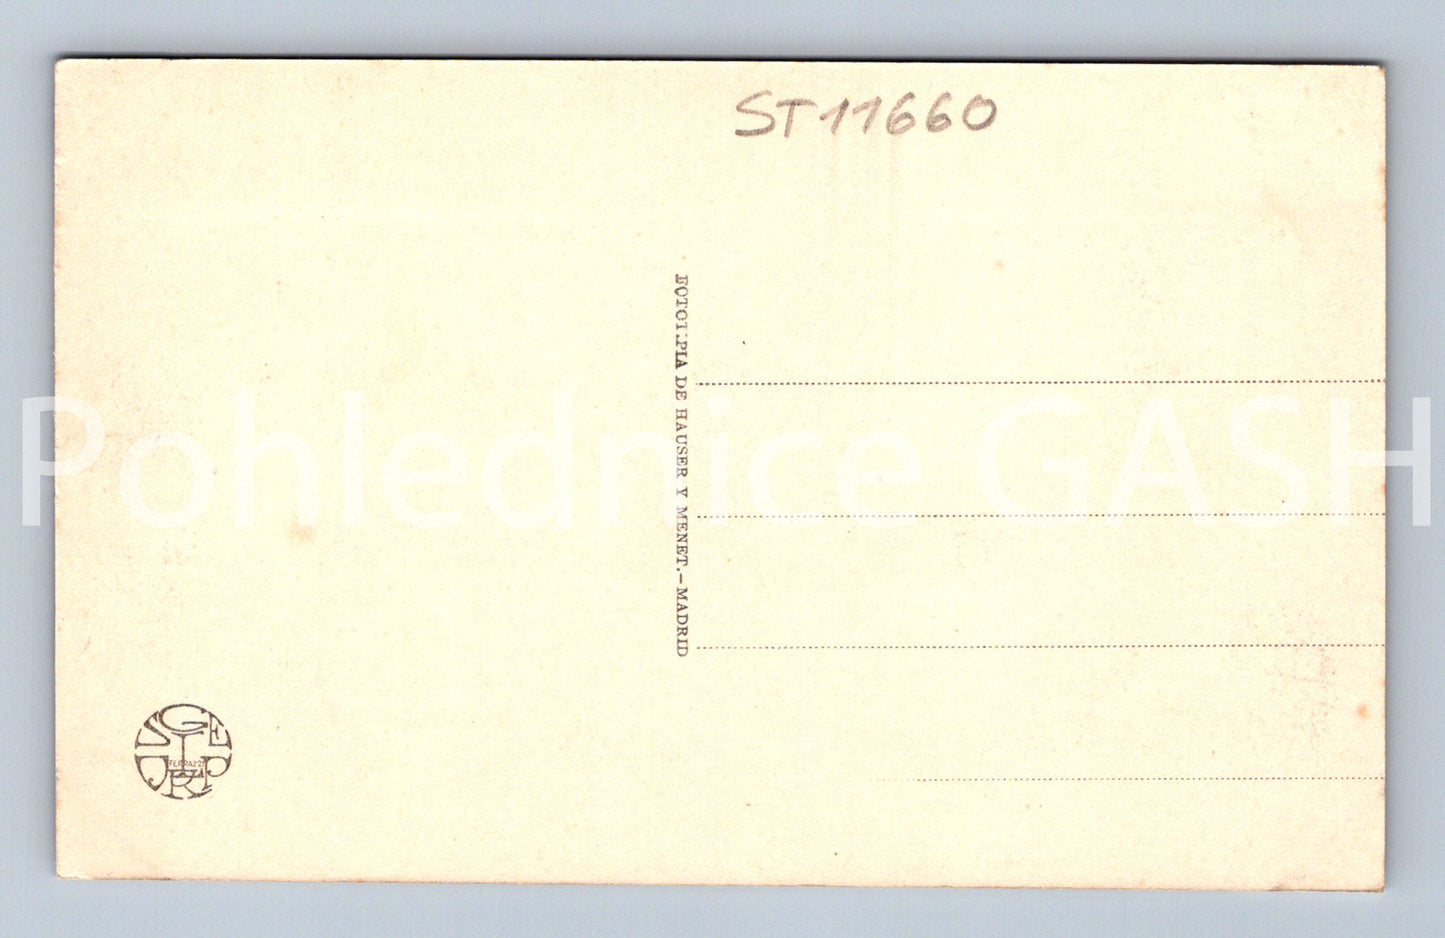 ST11660
FOTOTIPIA DE HAUSER Y MENET.-MADRID
Pohlednice GASH